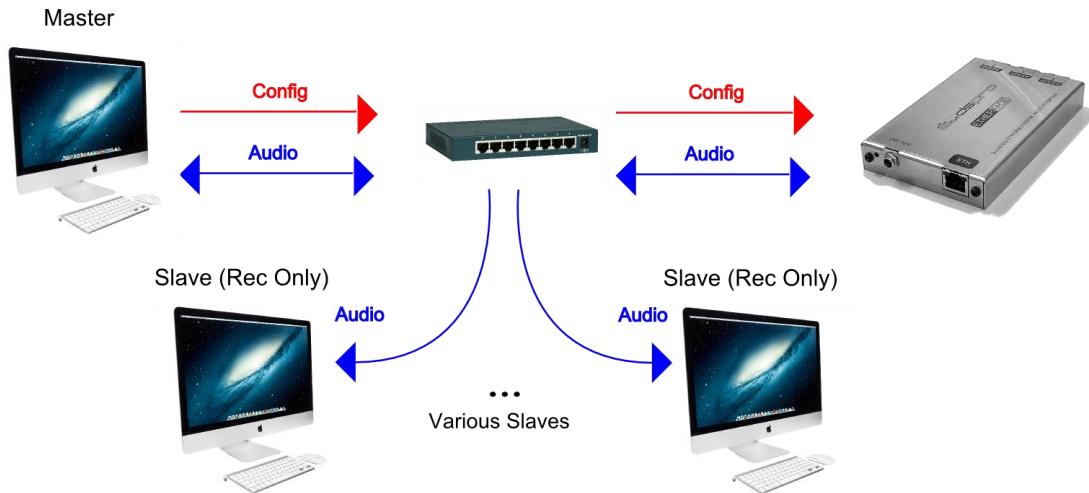 Master
Config
Config
Audio
Audio
ETH
Slave (Rec Only)
Slave (Rec Only)
Audio
Audio
...
Various Slaves